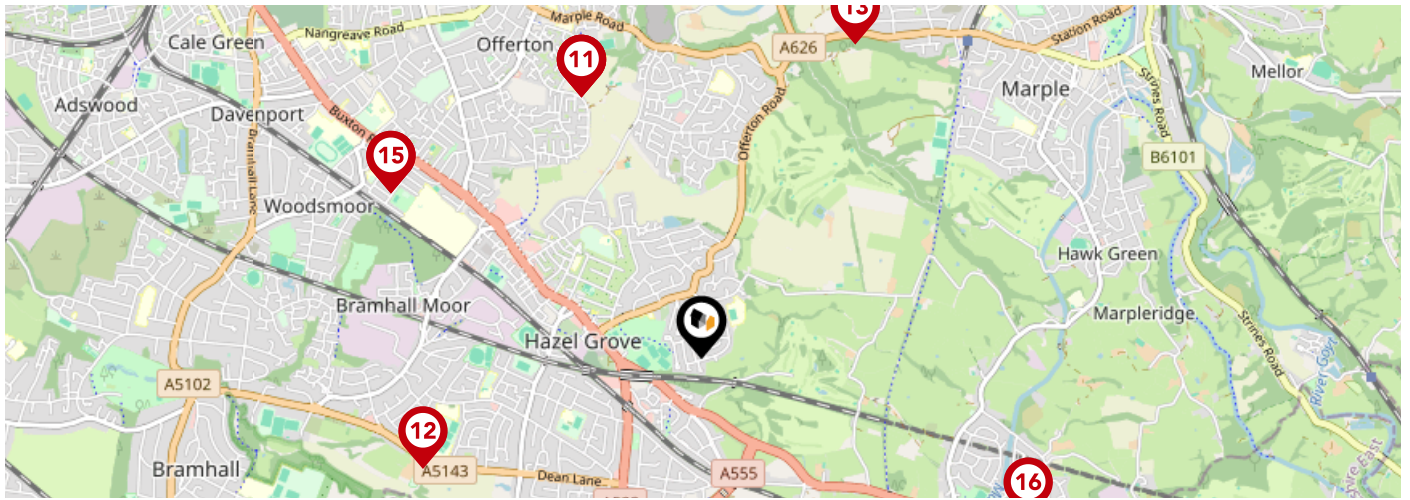 13
Marple Road
Station Road
Nangreave Road
Cale Green
Offerton
A626
11
Mellor
Strines Road
Marple
Adswood
Davenport
Buxton
Offerton Road
15
B6101
Bramhall Lane
Woodsmoor
Hawk Green
Bramhall Moor
Marpleridge
Hazel Grove
Strines Road
River Goyt
A5102
12
Bramhall
A5143
Dean Lane
A555
16